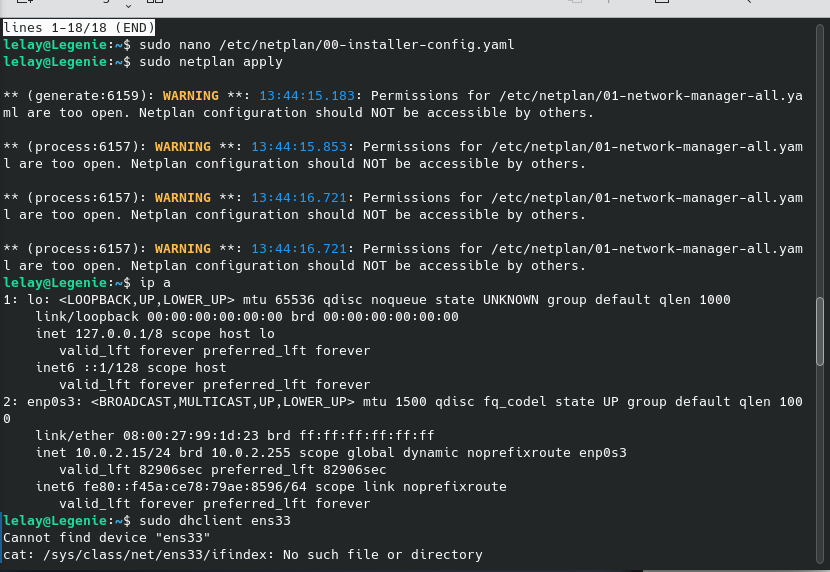 lines 1-18/18 (END)
lelay@Legenie:~$ sudo nano /etc/netplan/00-installer-config.yaml
lelay@Legenie:~$ sudo netplan apply
** (generate:6159): WARNING **: 13:44:15.183: Permissions for /etc/netplan/01-network-manager-all.ya
ml are too open. Netplan configuration should NOT be accessible by others.
** (process:6157): WARNING **: 13:44:15.853: Permissions for /etc/netplan/01-network-manager-all.yam
l are too open. Netplan configuration should NOT be accessible by others.
** (process:6157): WARNING **: 13:44:16.721: Permissions for /etc/netplan/01-network-manager-all.yam
l are too open. Netplan configuration should NOT be accessible by others.
** (process:6157): WARNING **: 13:44:16.721: Permissions for /etc/netplan/01-network-manager-all.yam
l are too open. Netplan configuration should NOT be accessible by others.
lelay@Legenie:~$ ip a
1: lo: <LOOPBACK,UP,LOWER_UP> mtu 65536 qdisc noqueue state UNKNOWN group default qlen 1000
    link/loopback 00:00:00:00:00:00 brd 00:00:00:00:00:00
    inet 127.0.0.1/8 scope host lo
       valid_lft forever preferred_lft forever
    inet6 ::1/128 scope host
       valid_lft forever preferred_lft forever
2: enp0s3: <BROADCAST,MULTICAST,UP,LOWER_UP> mtu 1500 qdisc fq_codel state UP group default qlen 100
0
    link/ether 08:00:27:99:1d:23 brd ff:ff:ff:ff:ff:ff
    inet 10.0.2.15/24 brd 10.0.2.255 scope global dynamic noprefixroute enp0s3
       valid_lft 82906sec preferred_lft 82906sec
    inet6 fe80::f45a:ce78:79ae:8596/64 scope link noprefixroute
       valid_lft forever preferred_lft forever
lelay@Legenie:~$ sudo dhclient ens33
Cannot find device "ens33"
cat: /sys/class/net/ens33/ifindex: No such file or directory